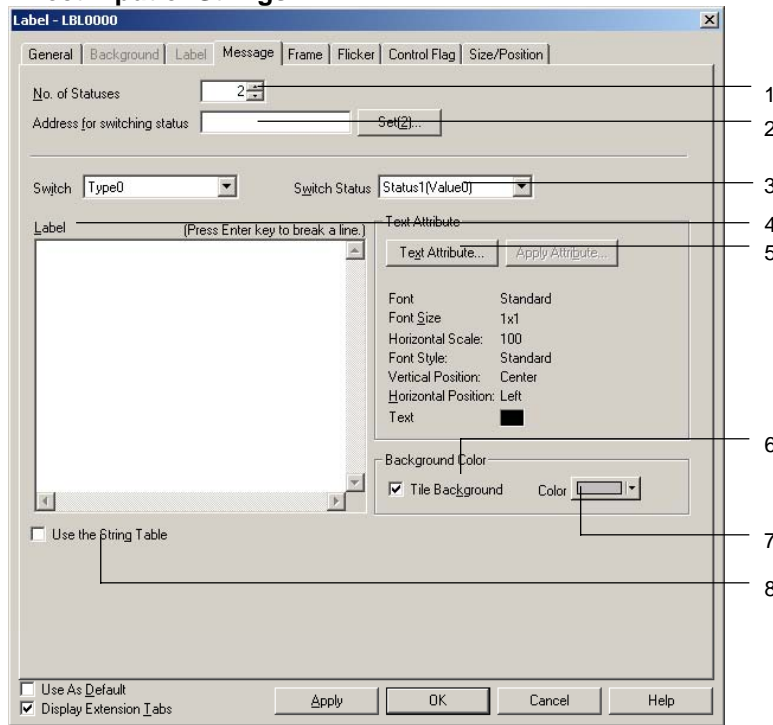 Label - LBL0000
General Background Label Message Frame Flicker Control Flag Size/Position
No. of Statuses 2 1
Address for switching status Set(2)... 2
Switch Type0 Switch Status Status1(Value0) 3
Label (Press Enter key to break a line.) Text Attribute 4
Text Attribute... Apply Attribute... 5
Font Standard
Font Size 1x1
Horizontal Scale: 100
Font Style: Standard
Vertical Position: Center
Horizontal Position: Left
Text
6
Background Color
Tile Background Color
7
Use the String Table
8
Use As Default
Display Extension Tabs Apply OK Cancel Help